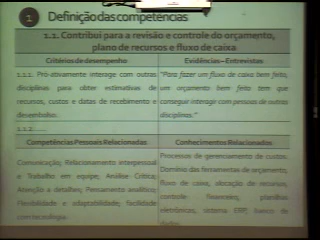 1 Definição das competências
1.1. Contribui para a revisão e controle do orçamento,
plano de recursos e fluxo de caixa
Critérios de desempenho
Evidências – Entrevistas
1.1.1. Pró-ativamente interage com outras
disciplinas para obter estimativas de
recursos, custos e datas de recebimento e
desembolso.
1.1.2. .....
"Para fazer um fluxo de caixa bem feito,
um orçamento bem feito tem que
conseguir interagir com pessoas de outras
disciplinas."
Competências Pessoais Relacionadas
Conhecimentos Relacionados
Comunicação; Relacionamento interpessoal
e Trabalho em equipe; Análise Crítica;
Atenção a detalhes; Pensamento analítico;
Flexibilidade e adaptabilidade; facilidade
com tecnologia.
Processos de gerenciamento de custos.
Domínio das ferramentas de orçamento,
fluxo de caixa, alocação de recursos,
controle financeiro, planilhas
eletrônicas, sistema ERP, banco de
dados